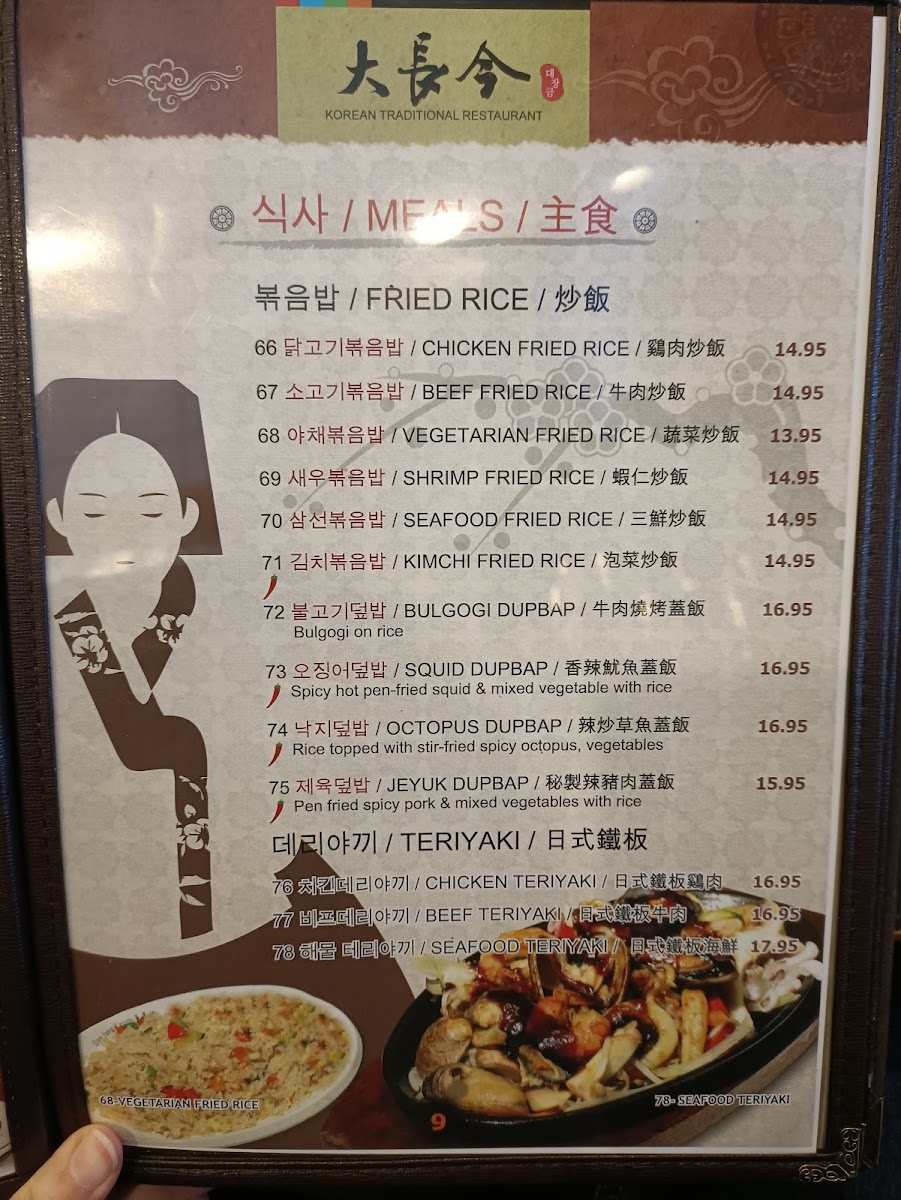 大長今
대장금
KOREAN TRADITIONAL RESTAURANT
식사 / MEALS / 主食
볶음밥 / FRIED RICE / 炒飯
66 닭고기볶음밥 / CHICKEN FRIED RICE / 鷄肉炒飯 14.95
67 소고기볶음밥 / BEEF FRIED RICE / 牛肉炒飯 14.95
68 야채볶음밥 / VEGETARIAN FRIED RICE / 蔬菜炒飯 13.95
69 새우볶음밥 / SHRIMP FRIED RICE / 蝦仁炒飯 14.95
70 삼선볶음밥 / SEAFOOD FRIED RICE / 三鮮炒飯 14.95
71 김치볶음밥 / KIMCHI FRIED RICE / 泡菜炒飯 14.95
72 불고기덮밥 / BULGOGI DUPBAP / 牛肉燒烤蓋飯 16.95
Bulgogi on rice
73 오징어덮밥 / SQUID DUPBAP / 香辣魷魚蓋飯 16.95
Spicy hot pen-fried squid & mixed vegetable with rice
74 낙지덮밥 / OCTOPUS DUPBAP / 辣炒草魚蓋飯 16.95
Rice topped with stir-fried spicy octopus, vegetables
75 제육덮밥 / JEYUK DUPBAP / 秘製辣豬肉蓋飯 15.95
Pen fried spicy pork & mixed vegetables with rice
데리야끼 / TERIYAKI / 日式鐵板
76 치킨데리야끼 / CHICKEN TERIYAKI / 日式鐵板鷄肉 16.95
77 비프데리야끼 / BEEF TERIYAKI / 日式鐵板牛肉 16.95
78 해물 데리야끼 / SEAFOOD TERIYAKI / 日式鐵板海鮮 17.95
68-VEGETARIAN FRIED RICE
78- SEAFOOD TERIYAKI
9